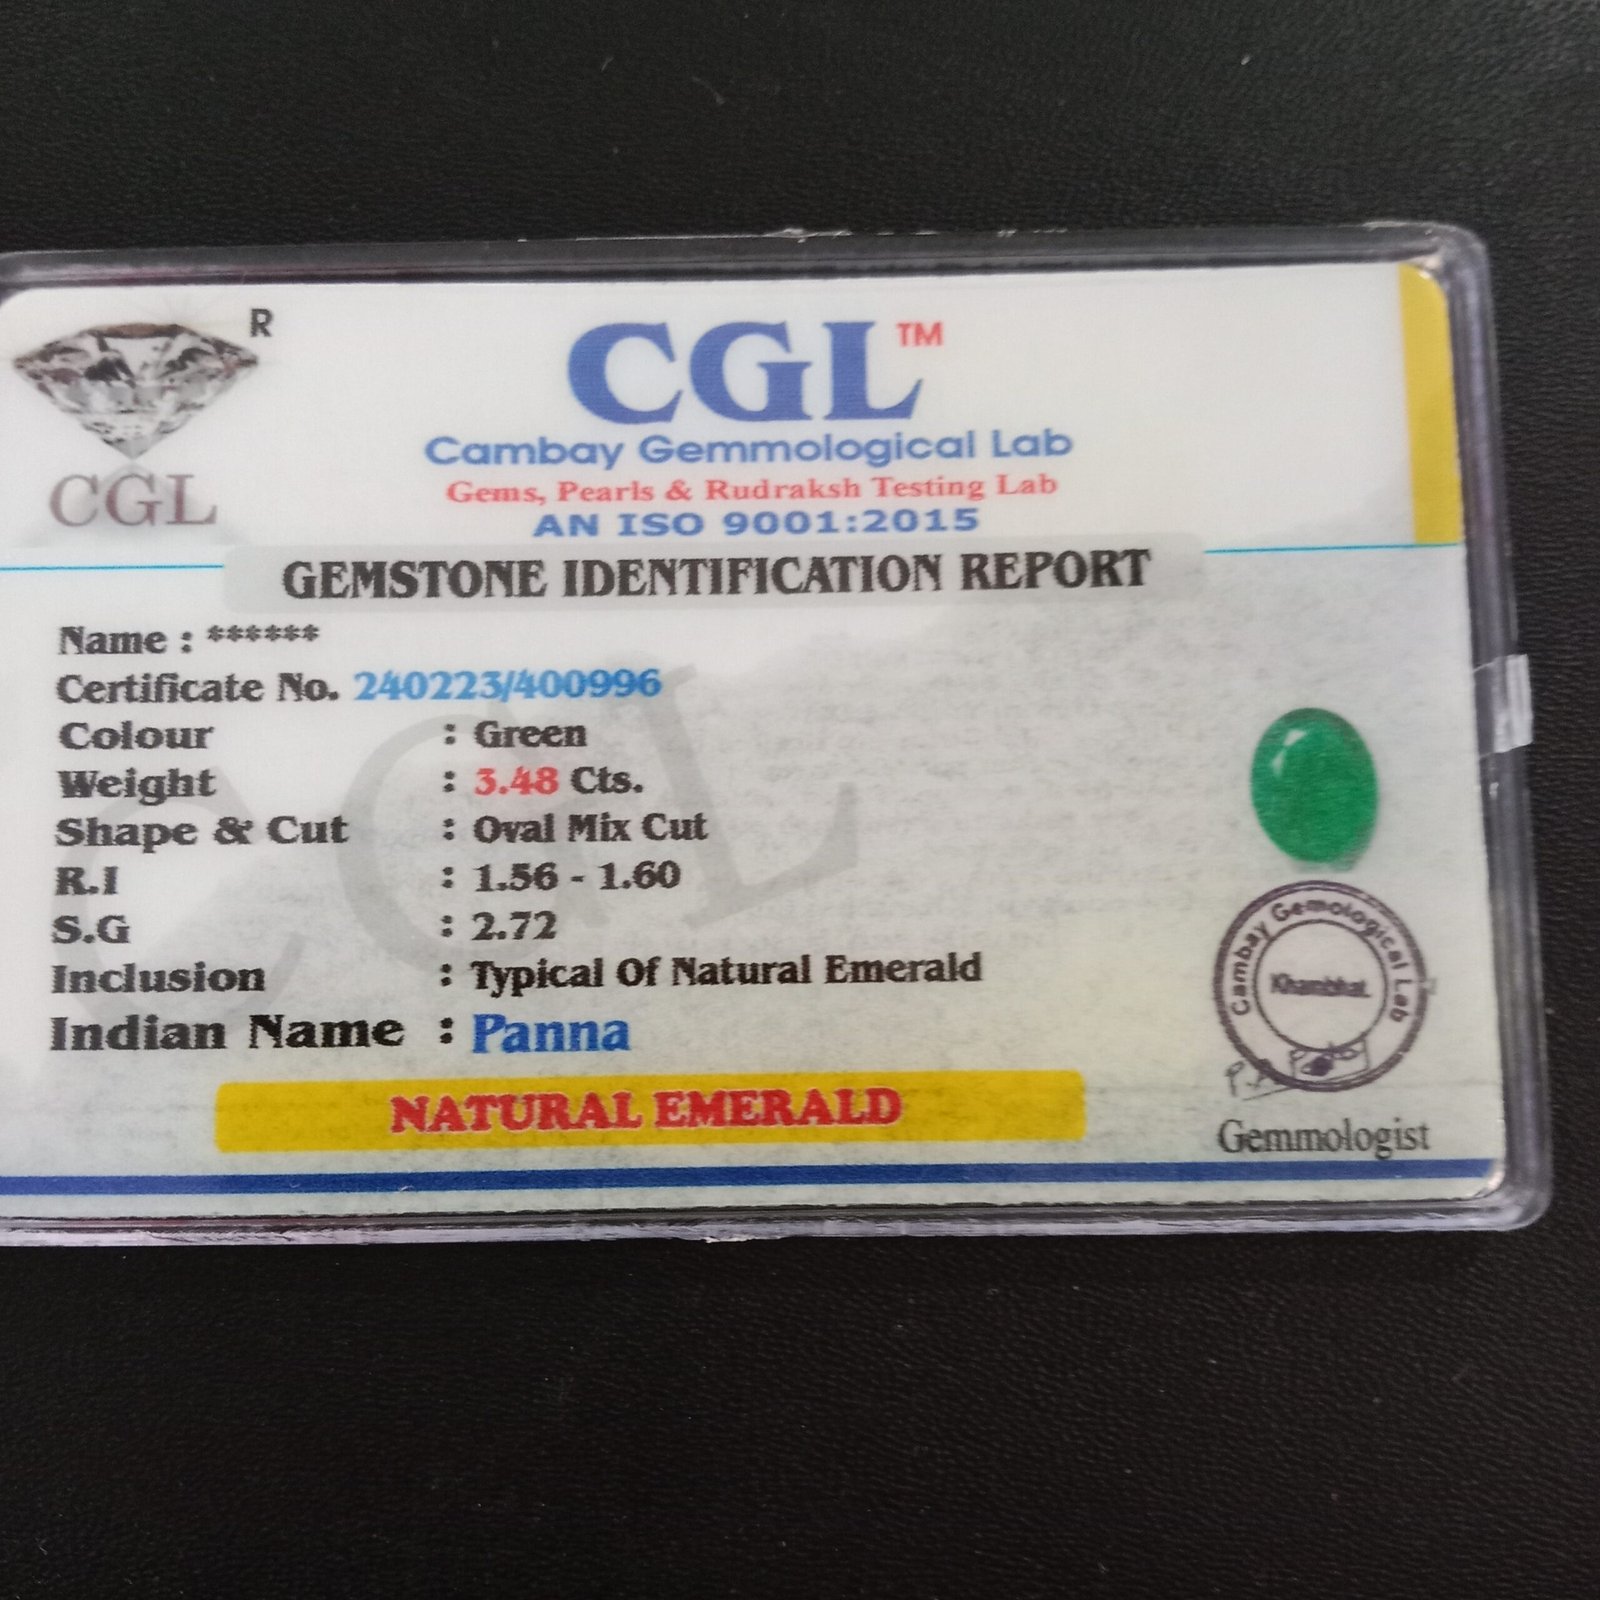 R
CGL
CGL™
Cambay Gemmological Lab
Gems, Pearls & Rudraksh Testing Lab
AN ISO 9001:2015
GEMSTONE IDENTIFICATION REPORT
Name : ******
Certificate No. 240223/400996
Colour : Green
Weight : 3.48 Cts.
Shape & Cut : Oval Mix Cut
R.I : 1.56 - 1.60
S.G : 2.72
Inclusion : Typical Of Natural Emerald
Indian Name : Panna
NATURAL EMERALD
Cambay Gemological Lab
Khambhat.
Gemmologist
CGL